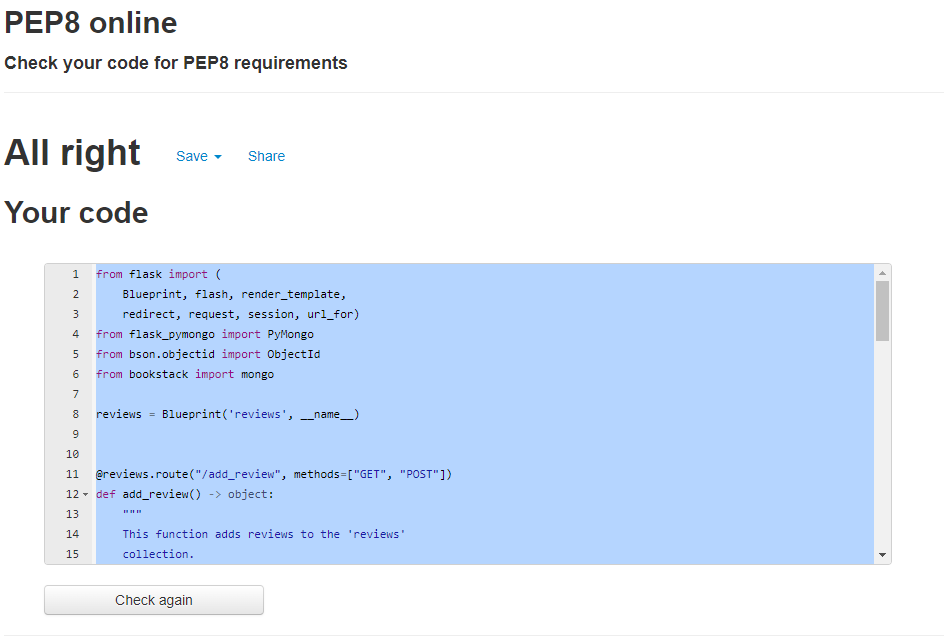 PEP8 online
Check your code for PEP8 requirements
All right Save Share
Your code
1 from flask import (
2     Blueprint, flash, render_template,
3     redirect, request, session, url_for)
4 from flask_pymongo import PyMongo
5 from bson.objectid import ObjectId
6 from bookstack import mongo
7
8 reviews = Blueprint('reviews', __name__)
9
10
11 @reviews.route("/add_review", methods=["GET", "POST"])
12 def add_review() -> object:
13     """
14     This function adds reviews to the 'reviews'
15     collection.
Check again